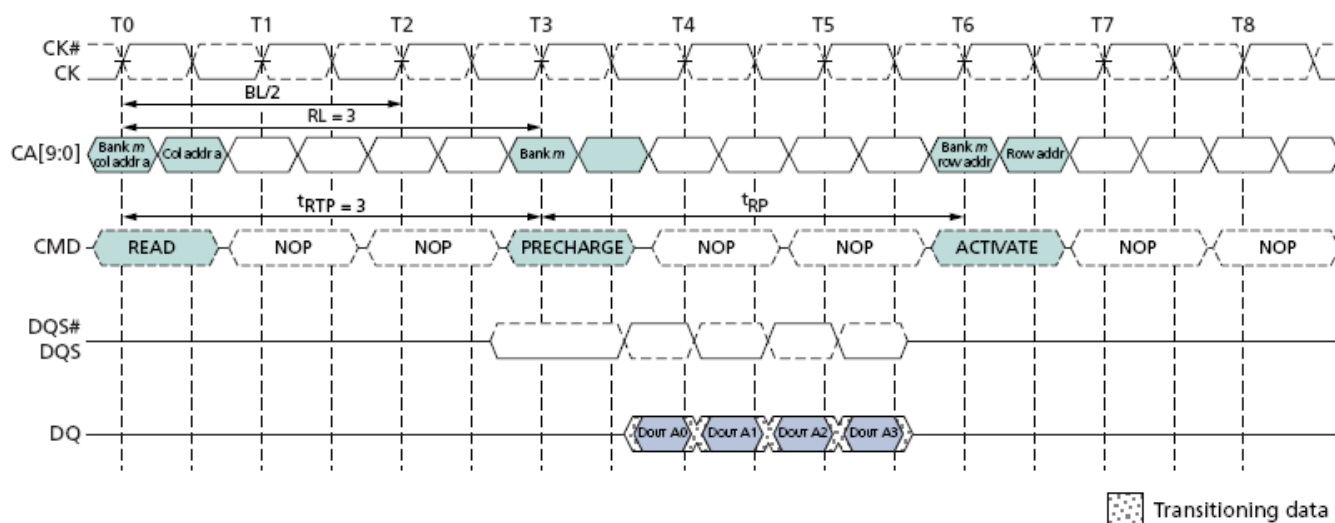 T0 T1 T2 T3 T4 T5 T6 T7 T8
CK#
CK
BL/2
RL = 3
CA[9:0] Bank m col addr a Col addr a Bank m Bank m row addr Row addr
tRTP = 3 tRP
CMD READ NOP NOP PRECHARGE NOP NOP ACTIVATE NOP NOP
DQS#
DQS
DQ DOUT A0 DOUT A1 DOUT A2 DOUT A3
Transitioning data